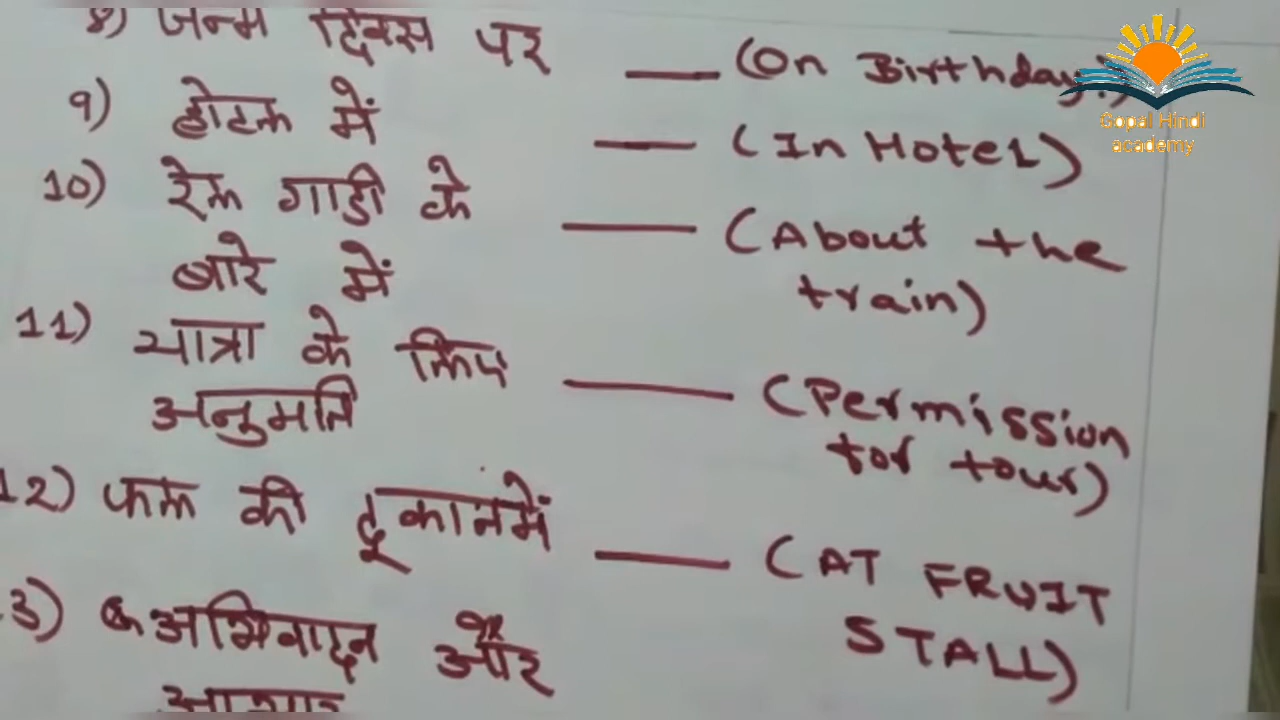 8) जन्म दिवस पर — (On Birthday!)
9) होटल में — (In Hotel)
10) रेल गाडी के — (About the
बारे में train)
11) यात्रा के लिए — (Permission
अनुमति for tour)
12) फल की दूकानमें — (AT FRUIT
STALL)
3) अभिवादन और
Gopal Hindi
academy